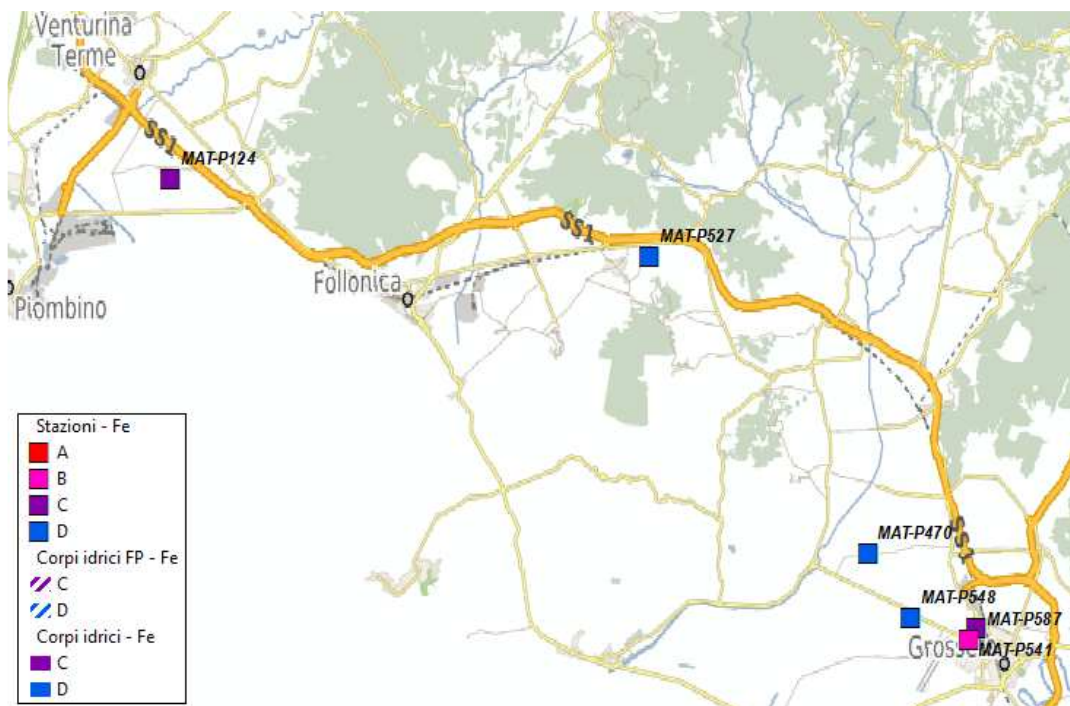 Venturina
Terme
SS1
MAT-P124
SS1
MAT-P527
Follonica
Piombino
Stazioni - Fe
A
B
C
D
Corpi idrici FP - Fe
C
D
Corpi idrici - Fe
C
D
SS1
MAT-P470
MAT-P548
MAT-P587
Grosseto
MAT-P541